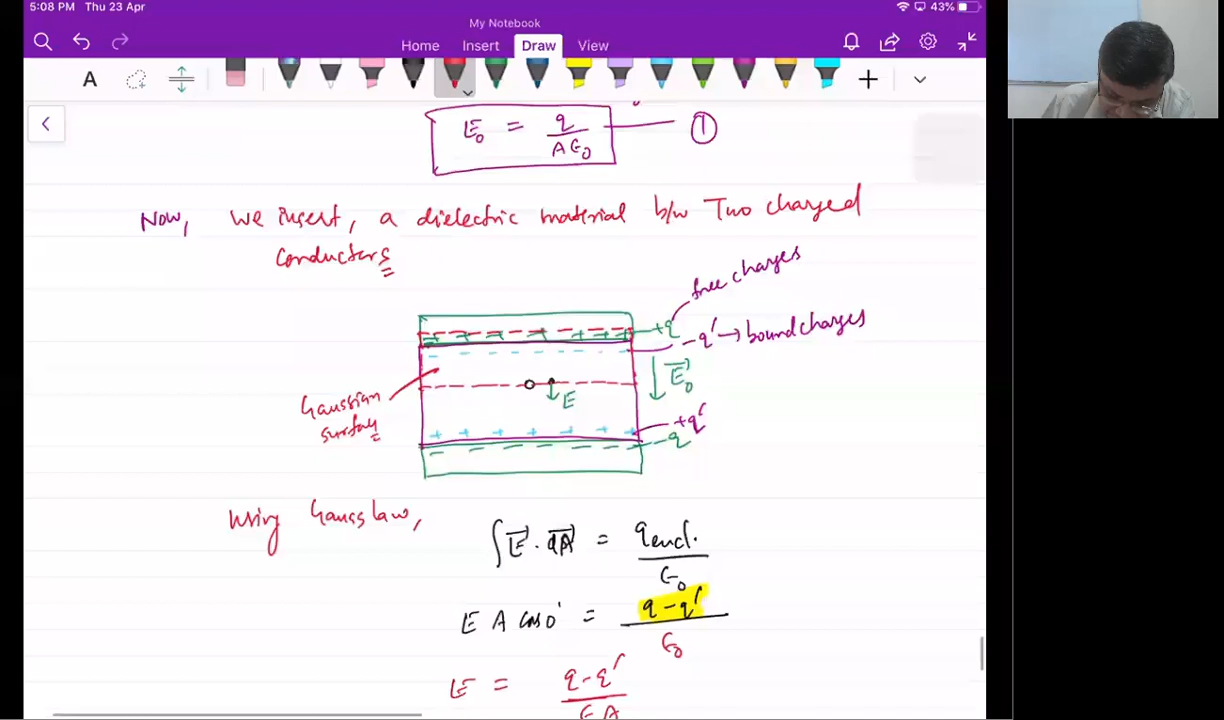 5:08 PM Thu 23 Apr
43%
My Notebook
Home Insert Draw View
A
E₀ = q / Aε₀ — ①
Now, we insert, a dielectric material b/w Two charged
conductors
free charges
+q
-q' → bound charges
E₀
E
Gaussian
surface
+q'
-q
Using Gauss law,
∫E⃗ · dA⃗ = qencl. / ε₀
E A cos0° = q - q' / ε₀
E = q - q' / εA